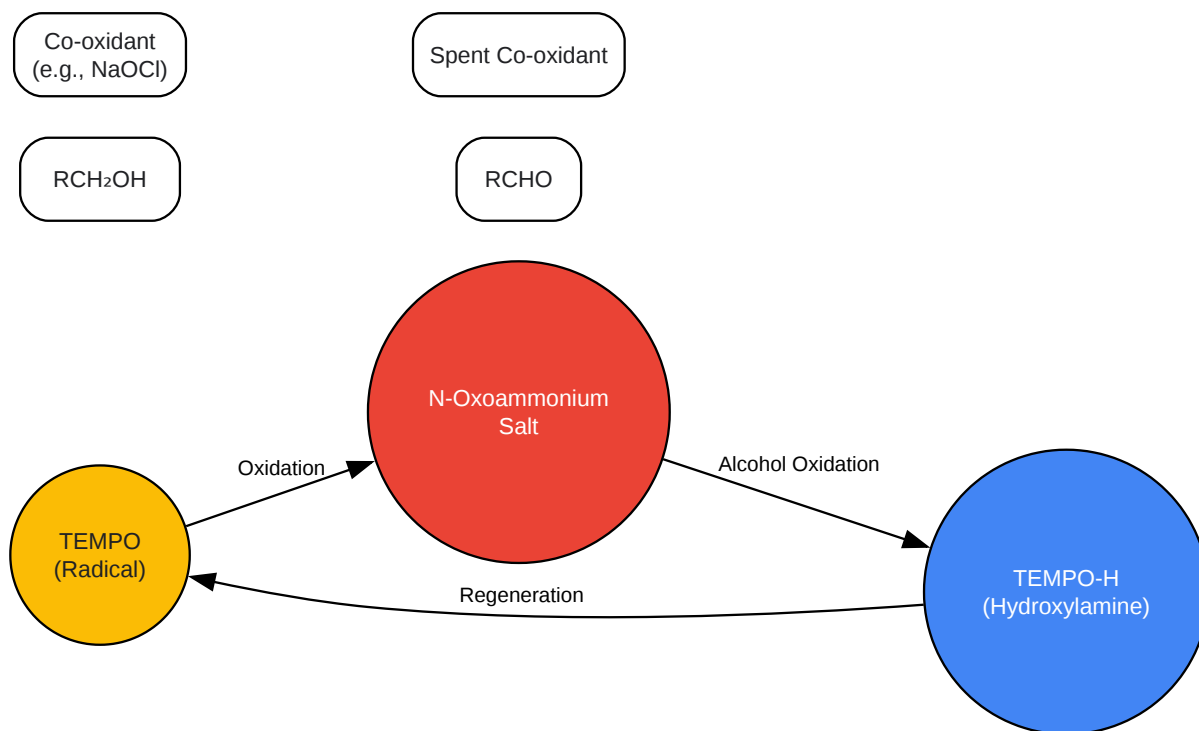 Co-oxidant
(e.g., NaOCl)
Spent Co-oxidant
RCH₂OH
RCHO
N-Oxoammonium
Salt
Oxidation
Alcohol Oxidation
TEMPO
(Radical)
Regeneration
TEMPO-H
(Hydroxylamine)